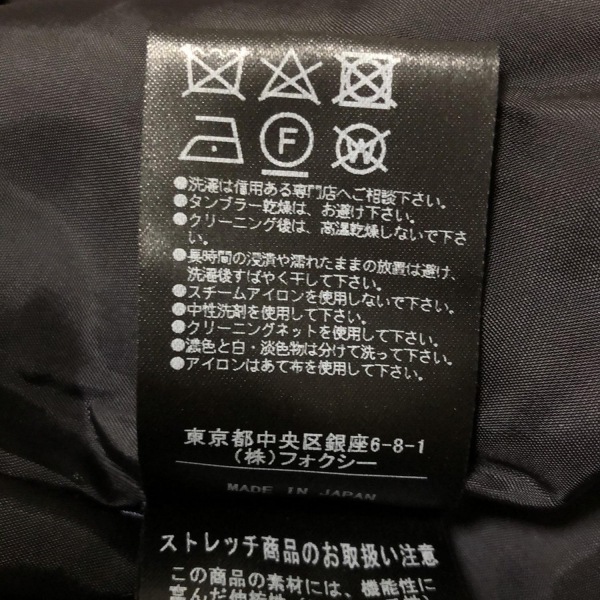 F W
●洗濯は信用ある専門店へご相談下さい。
●タンブラー乾燥は、お避け下さい。
●クリーニング後は、高温乾燥しないで下さ
い。
●長時間の浸漬や濡れたままの放置は避け、
洗濯後すばやく干して下さい。
●スチームアイロンを使用しないで下さい。
●中性洗剤を使用して下さい。
●クリーニングネットを使用して下さい。
●濃色と白・淡色物は分けて洗って下さい。
●アイロンはあて布を使用して下さい。
東京都中央区銀座6-8-1
(株)フォクシー
MADE IN JAPAN
ストレッチ商品のお取扱い注意
この商品の素材には、機能性に
富んだ伸縮性